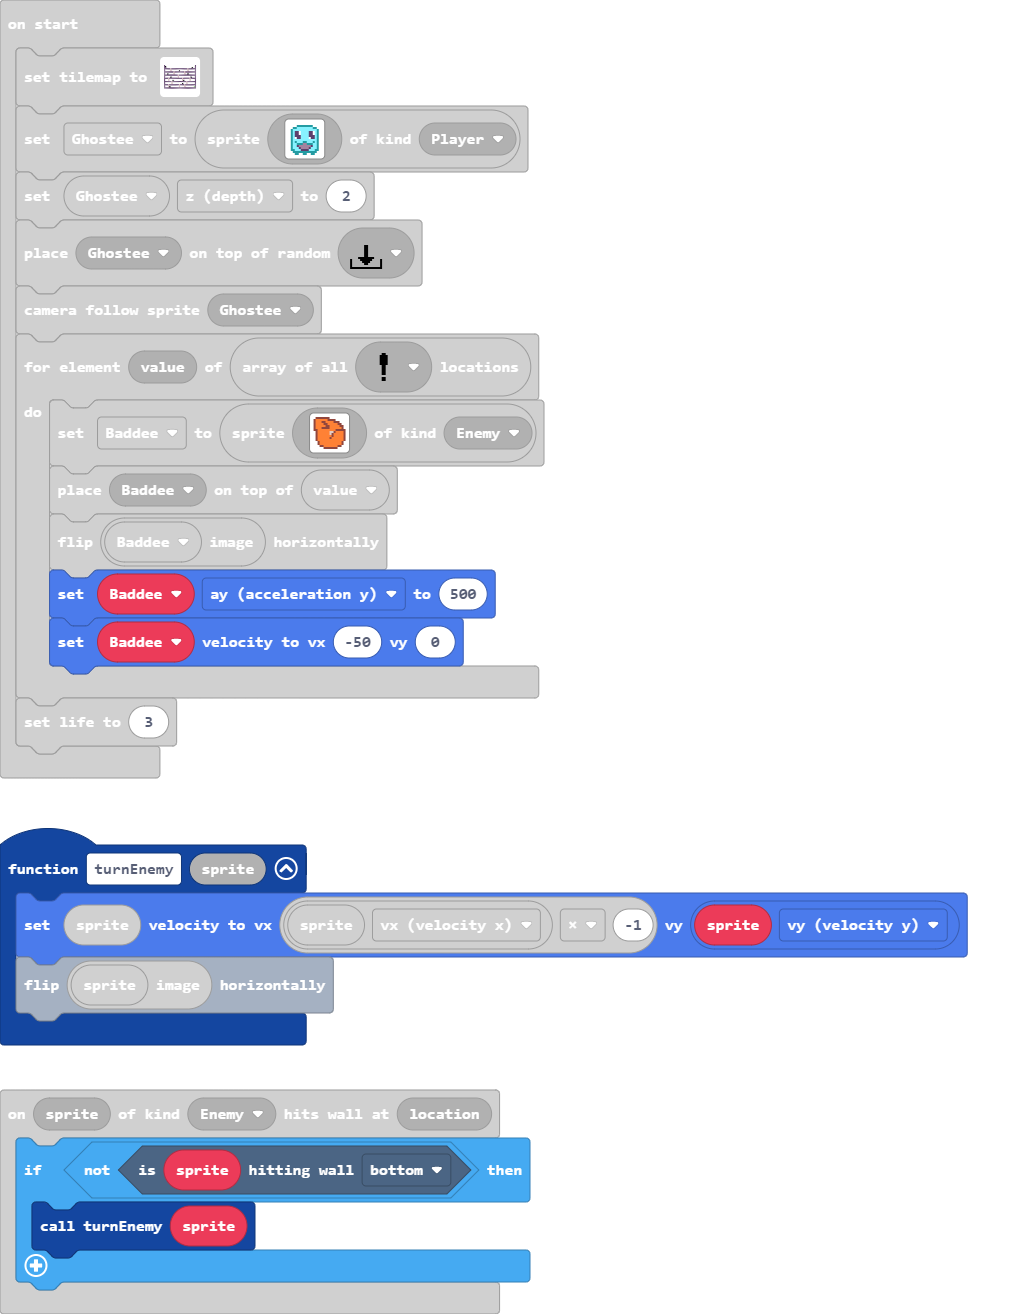 on start
set tilemap to
set Ghostee to sprite of kind Player
set Ghostee z (depth) to 2
place Ghostee on top of random
camera follow sprite Ghostee
for element value of array of all locations
do
set Baddee to sprite of kind Enemy
place Baddee on top of value
flip Baddee image horizontally
set Baddee ay (acceleration y) to 500
set Baddee velocity to vx -50 vy 0
set life to 3
function turnEnemy sprite
set sprite velocity to vx sprite vx (velocity x) × -1 vy sprite vy (velocity y)
flip sprite image horizontally
on sprite of kind Enemy hits wall at location
if not is sprite hitting wall bottom then
call turnEnemy sprite